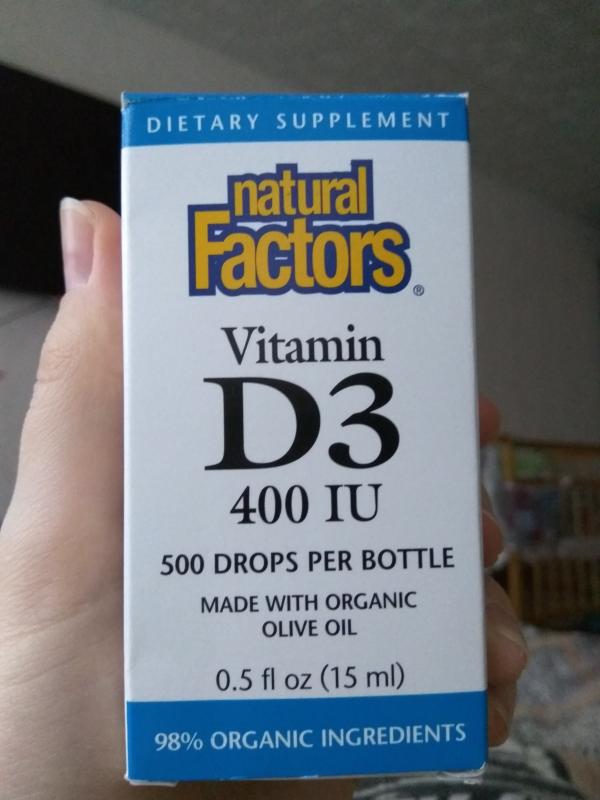 DIETARY SUPPLEMENT
natural
Factors®
Vitamin
D3
400 IU
500 DROPS PER BOTTLE
MADE WITH ORGANIC
OLIVE OIL
0.5 fl oz (15 ml)
98% ORGANIC INGREDIENTS